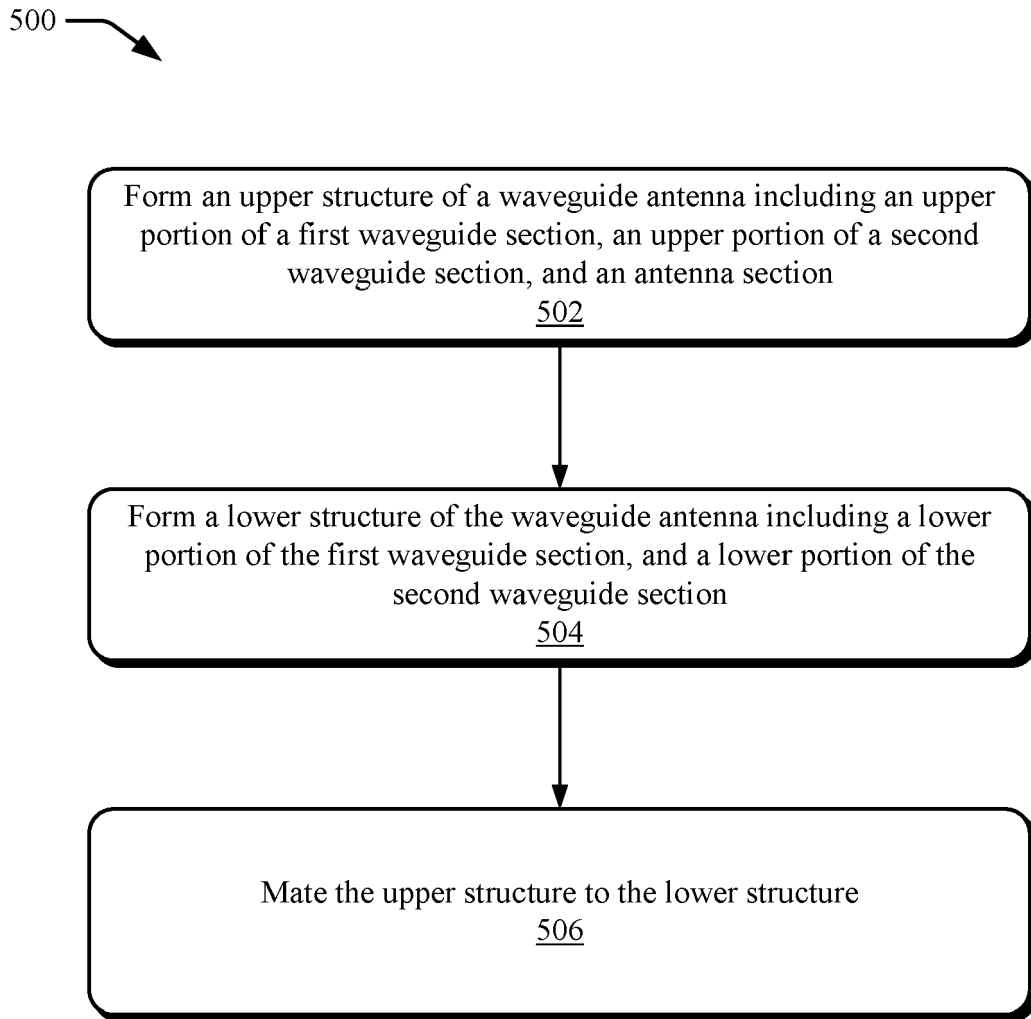 500
Form an upper structure of a waveguide antenna including an upper
portion of a first waveguide section, an upper portion of a second
waveguide section, and an antenna section
502
Form a lower structure of the waveguide antenna including a lower
portion of the first waveguide section, and a lower portion of the
second waveguide section
504
Mate the upper structure to the lower structure
506